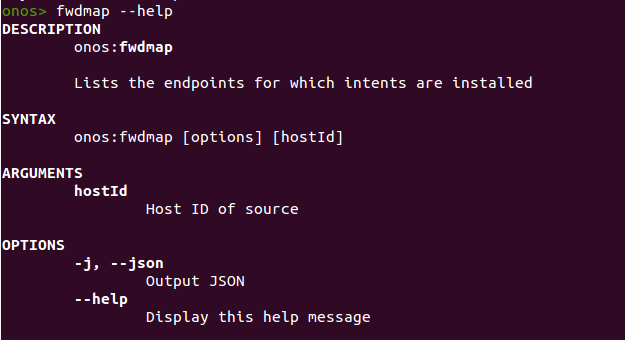 onos> fwdmap --help
DESCRIPTION
onos:fwdmap
Lists the endpoints for which intents are installed
SYNTAX
onos:fwdmap [options] [hostId]
ARGUMENTS
hostId
Host ID of source
OPTIONS
-j, --json
Output JSON
--help
Display this help message